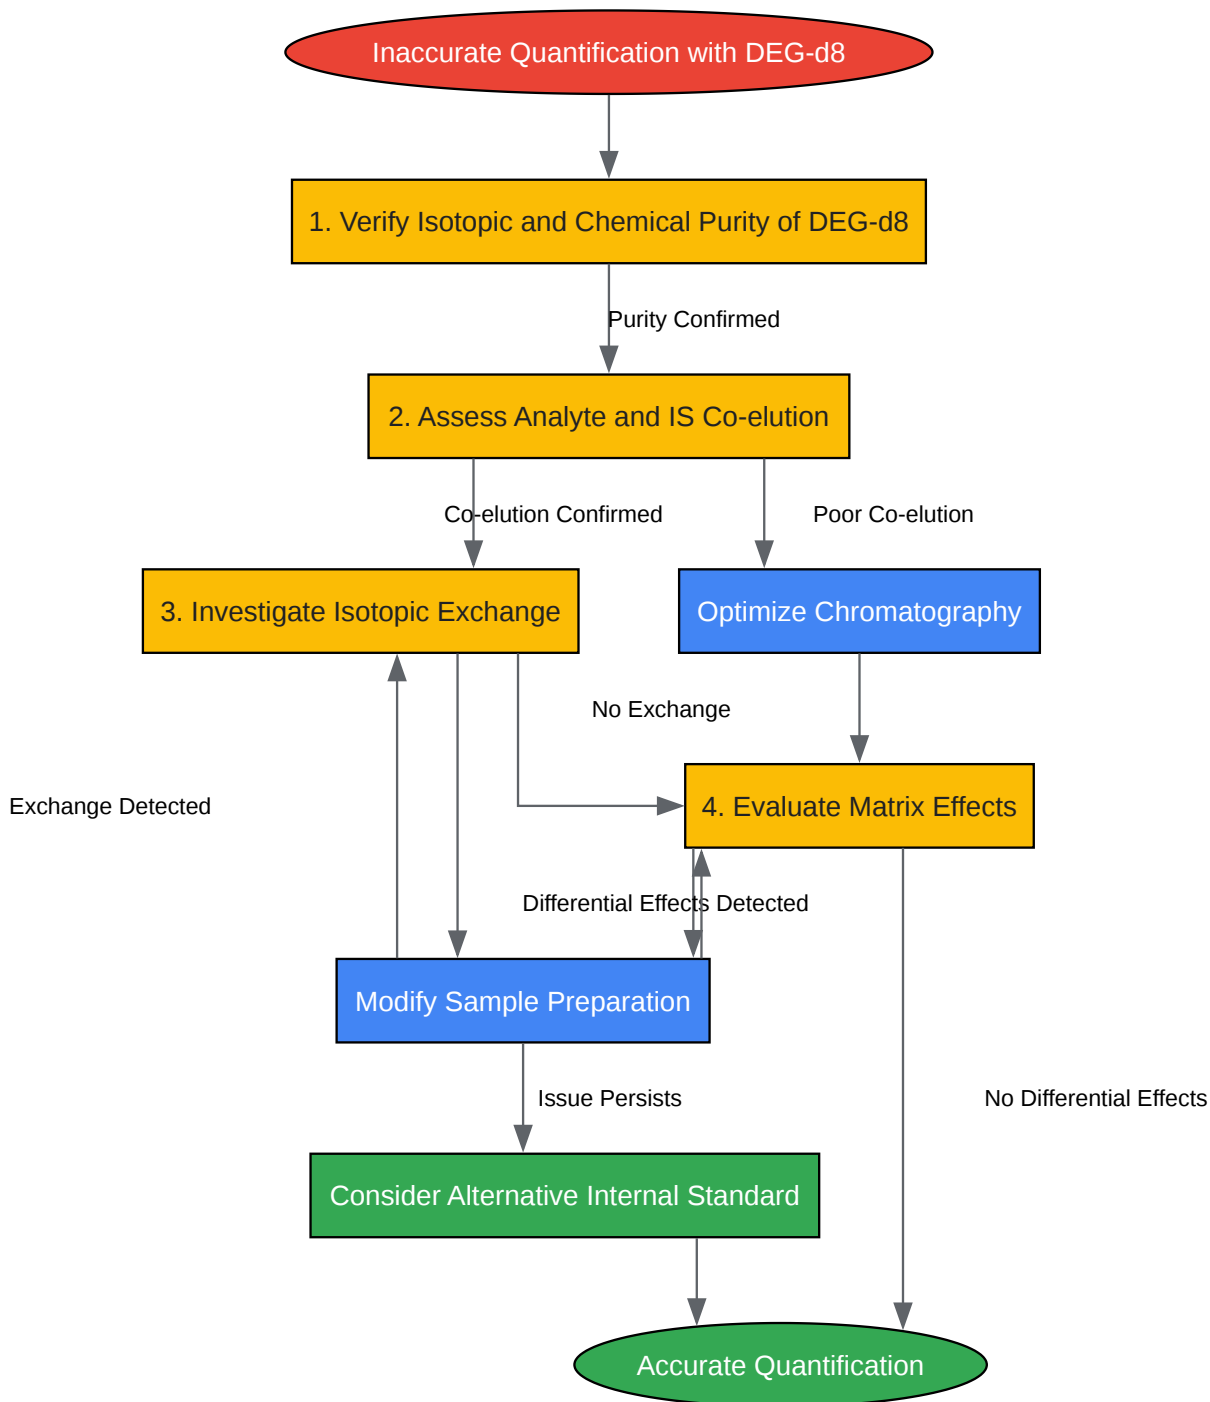 Inaccurate Quantification with DEG-d8
1. Verify Isotopic and Chemical Purity of DEG-d8
Purity Confirmed
2. Assess Analyte and IS Co-elution
Co-elution Confirmed
Poor Co-elution
3. Investigate Isotopic Exchange
Optimize Chromatography
No Exchange
Exchange Detected
4. Evaluate Matrix Effects
Differential Effects Detected
Modify Sample Preparation
Issue Persists
No Differential Effects
Consider Alternative Internal Standard
Accurate Quantification